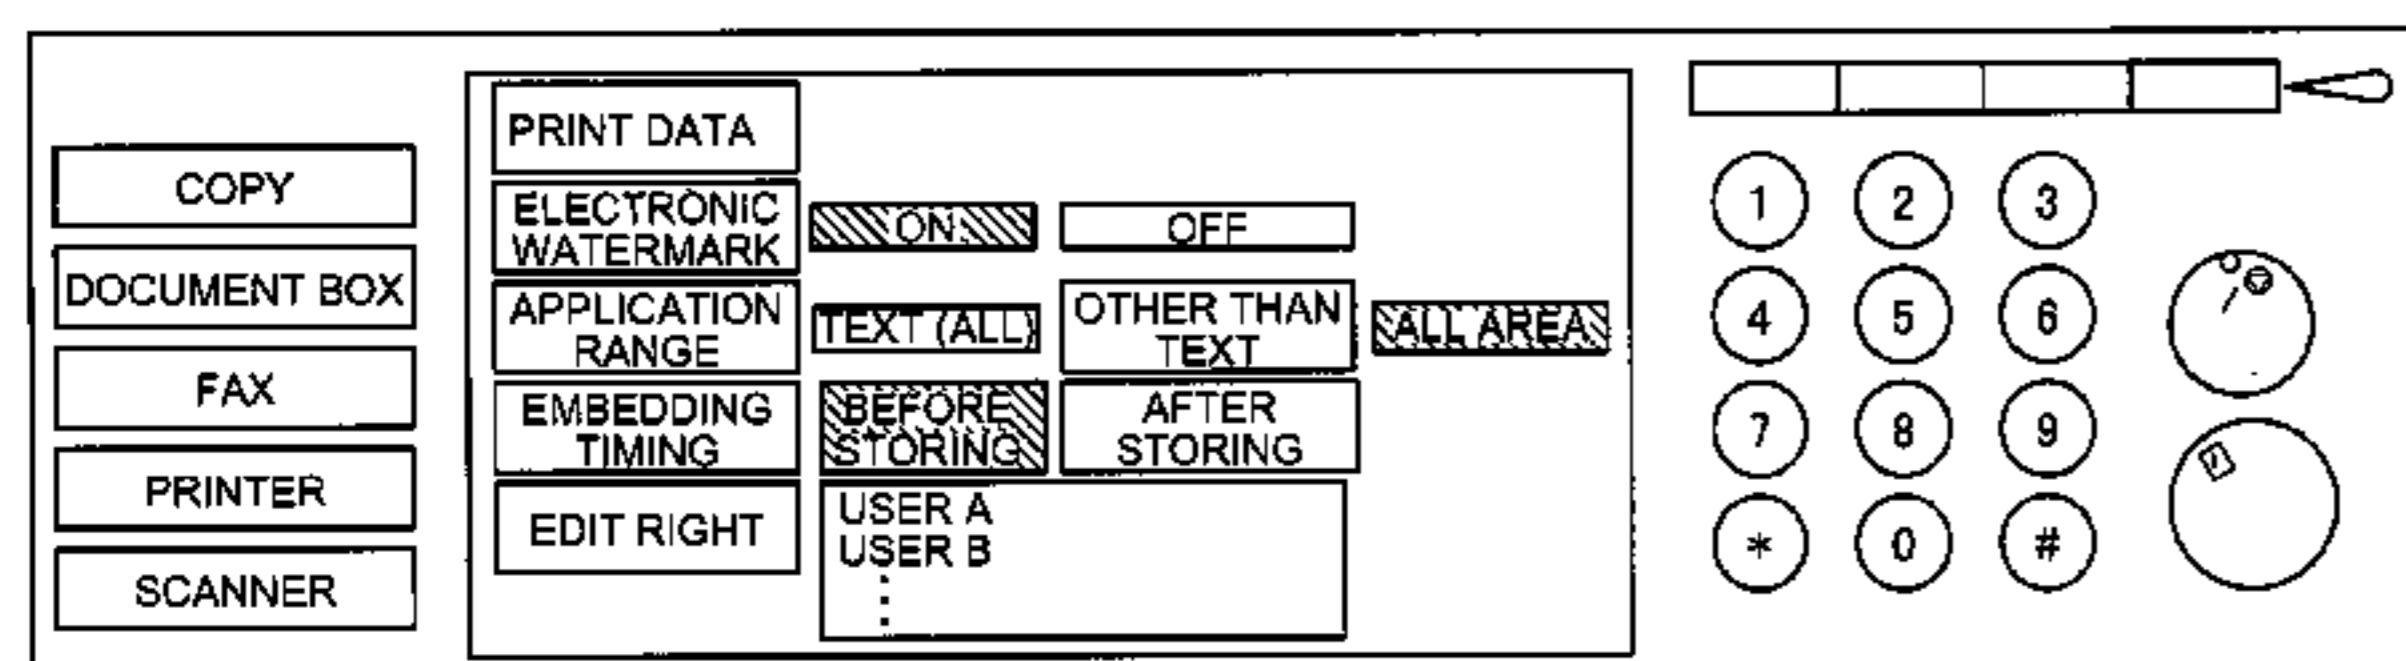 COPY
DOCUMENT BOX
FAX
PRINTER
SCANNER
PRINT DATA
ELECTRONIC
WATERMARK
ON
OFF
APPLICATION
RANGE
TEXT (ALL)
OTHER THAN
TEXT
ALL AREA
EMBEDDING
TIMING
BEFORE
STORING
AFTER
STORING
EDIT RIGHT
USER A
USER B
⋮
1 2 3
4 5 6
7 8 9
* 0 #